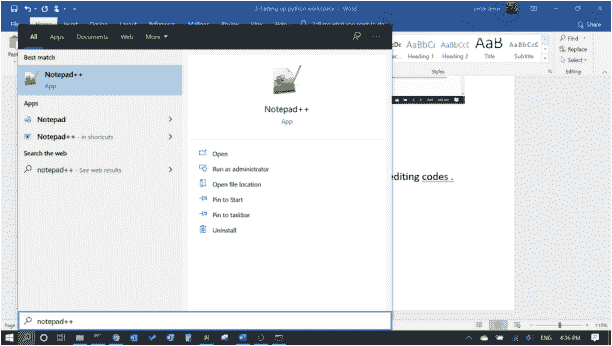 3-Setting up python workspace - Word
File
Share
All Apps Documents Web More
Best match
Notepad++
App
Apps
Notepad
Notepad++ - in shortcuts
Search the web
notepad++ - See web results
Notepad++
App
Open
Run as administrator
Open file location
Pin to Start
Pin to taskbar
Uninstall
AaBbCc AaBbCcC AaB AaBbCcC
Heading 1 Heading 2 Title Subtitle
Styles
Find
Replace
Select
Editing
editing codes .
Page
notepad++
ENG 4:36 PM
110%